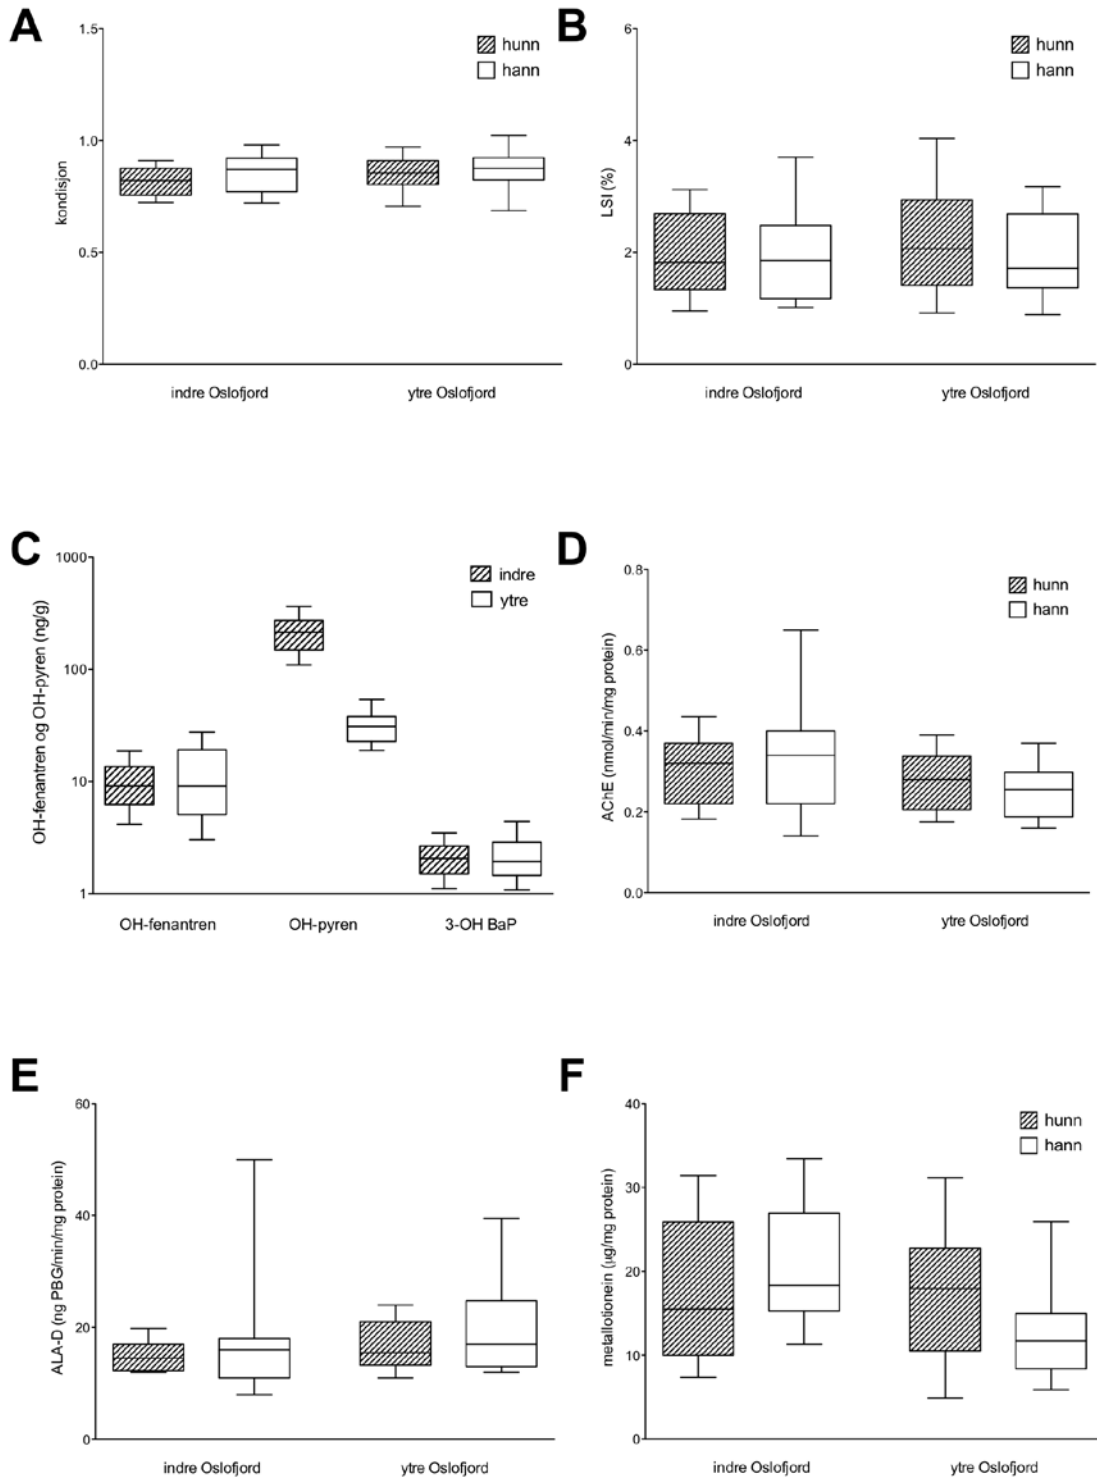 A
kondisjon
1.5
1.0
0.5
0.0
hunn
hann
indre Oslofjord
ytre Oslofjord
B
LSI (%)
6
4
2
0
hunn
hann
indre Oslofjord
ytre Oslofjord
C
OH-fenantren og OH-pyren (ng/g)
1000
100
10
1
indre
ytre
OH-fenantren
OH-pyren
3-OH BaP
D
AChE (nmol/min/mg protein)
0.8
0.6
0.4
0.2
0.0
hunn
hann
indre Oslofjord
ytre Oslofjord
E
ALA-D (ng PBG/min/mg protein)
60
40
20
0
indre Oslofjord
ytre Oslofjord
F
metallotionein (µg/mg protein)
40
30
20
10
0
hunn
hann
indre Oslofjord
ytre Oslofjord